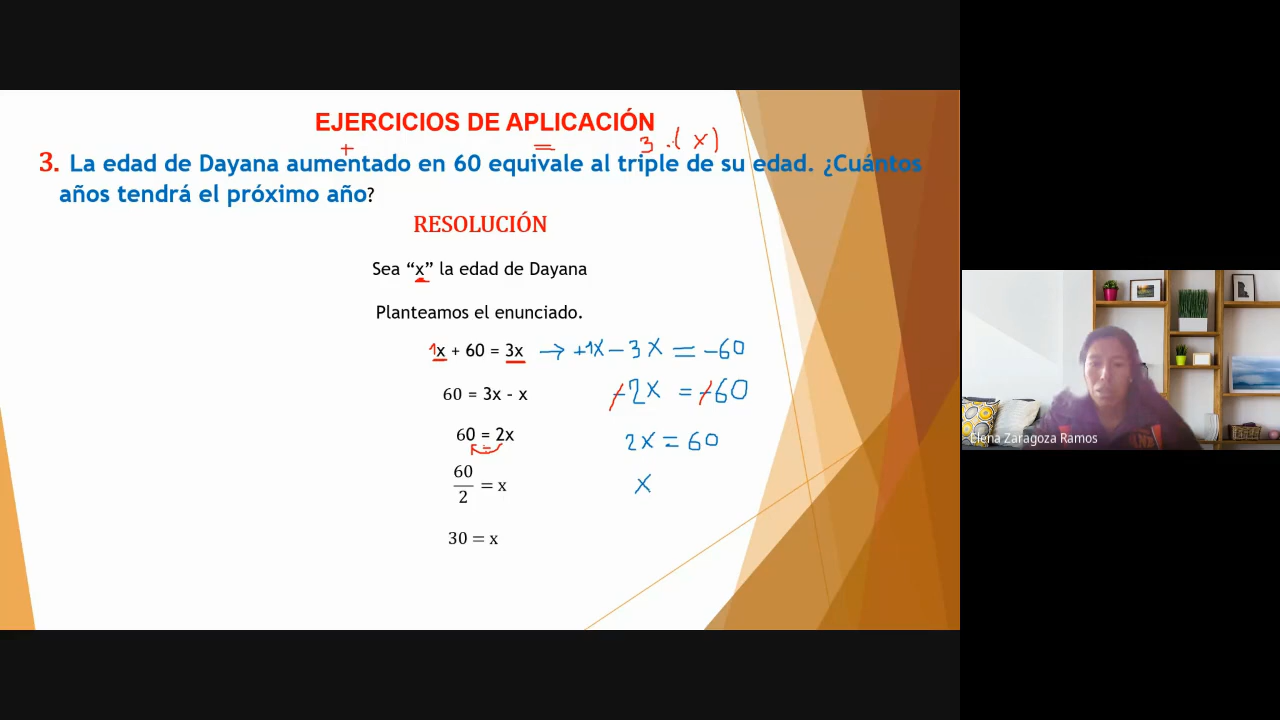 EJERCICIOS DE APLICACIÓN
+ = 3 .( x )
3. La edad de Dayana aumentado en 60 equivale al triple de su edad. ¿Cuántos
años tendrá el próximo año?
RESOLUCIÓN
Sea “x” la edad de Dayana
Planteamos el enunciado.
1x + 60 = 3x → +1x - 3x = -60
60 = 3x - x
-2x = -60
60 = 2x
2x = 60
60/2 = x
x
30 = x
Elena Zaragoza Ramos